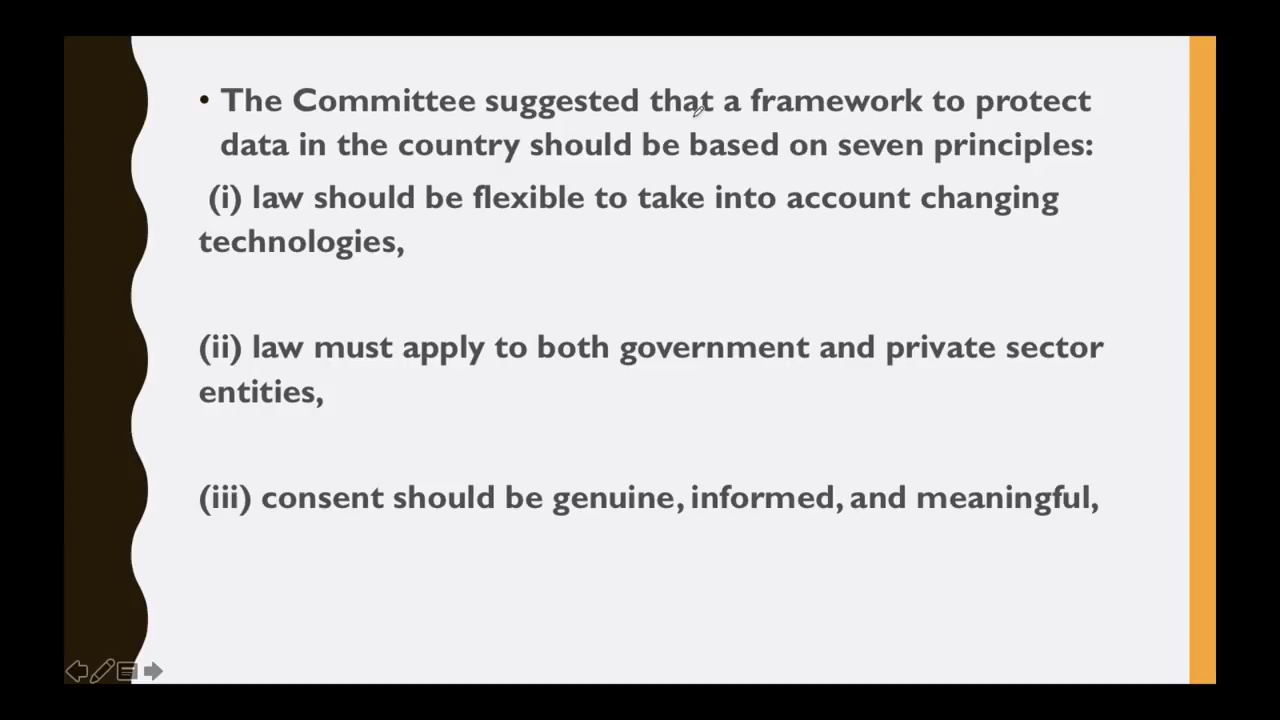 • The Committee suggested that a framework to protect
data in the country should be based on seven principles:
(i) law should be flexible to take into account changing
technologies,
(ii) law must apply to both government and private sector
entities,
(iii) consent should be genuine, informed, and meaningful,